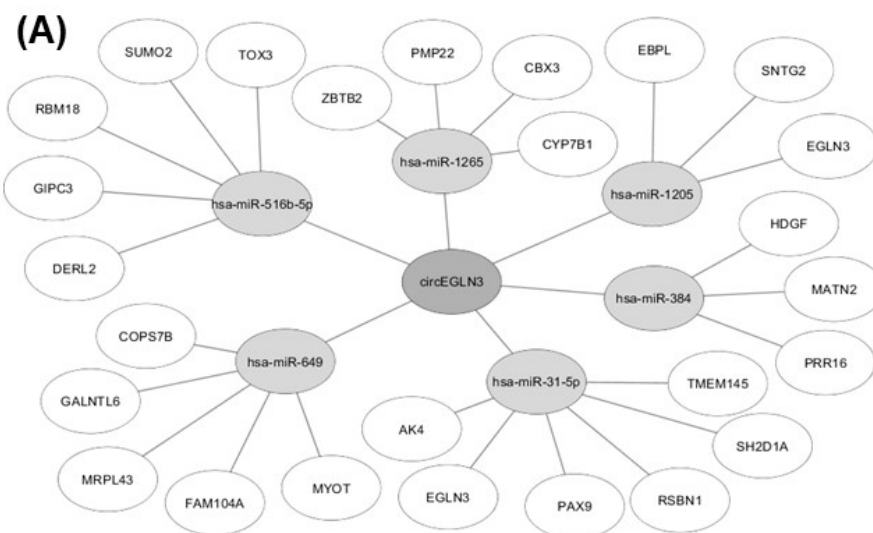 (A)
SUMO2
TOX3
RBM18
GIPC3
DERL2
hsa-miR-516b-5p
PMP22
ZBTB2
CBX3
CYP7B1
hsa-miR-1265
EBPL
SNTG2
EGLN3
hsa-miR-1205
circEGLN3
HDGF
MATN2
PRR16
hsa-miR-384
COPS7B
GALNTL6
MRPL43
FAM104A
MYOT
hsa-miR-649
hsa-miR-31-5p
TMEM145
SH2D1A
RSBN1
PAX9
EGLN3
AK4